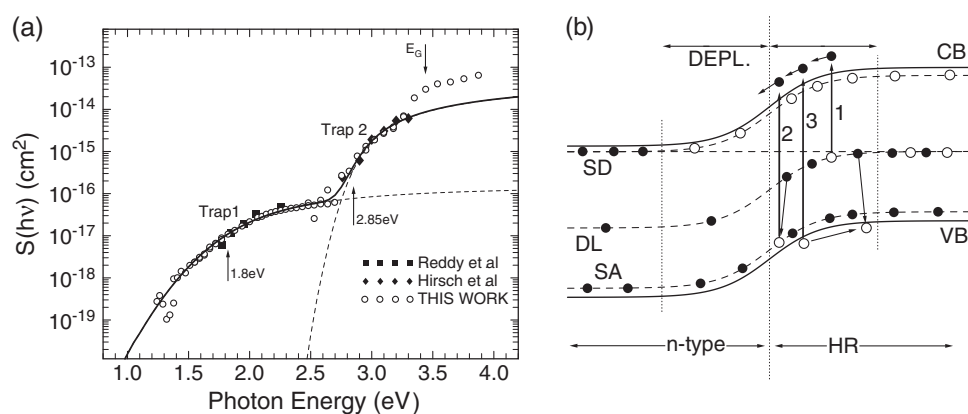 (a)
S(hν) (cm²)
10⁻¹³
10⁻¹⁴
10⁻¹⁵
10⁻¹⁶
10⁻¹⁷
10⁻¹⁸
10⁻¹⁹
E_G
Trap 2
Trap1
2.85eV
1.8eV
Reddy et al
Hirsch et al
THIS WORK
1.0 1.5 2.0 2.5 3.0 3.5 4.0
Photon Energy (eV)
(b)
DEPL.
CB
2 3 1
SD
DL
SA
VB
n-type
HR